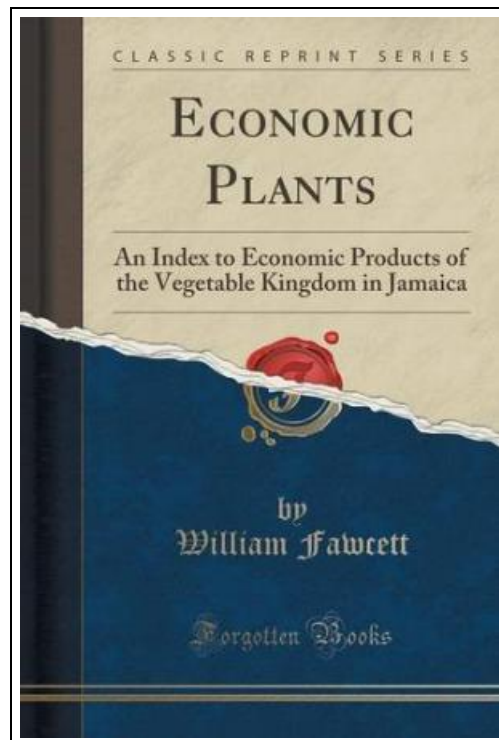 CLASSIC REPRINT SERIES
ECONOMIC
PLANTS
An Index to Economic Products of
the Vegetable Kingdom in Jamaica
F
by
William Fawcett
Forgotten Books